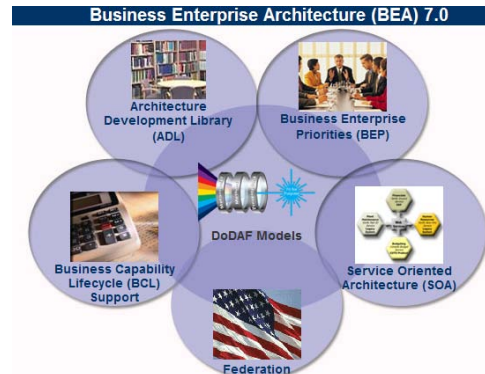 Business Enterprise Architecture (BEA) 7.0
Architecture
Development Library
(ADL)
Business Enterprise
Priorities (BEP)
DoDAF Models
Business Capability
Lifecycle (BCL)
Support
Service Oriented
Architecture (SOA)
Federation